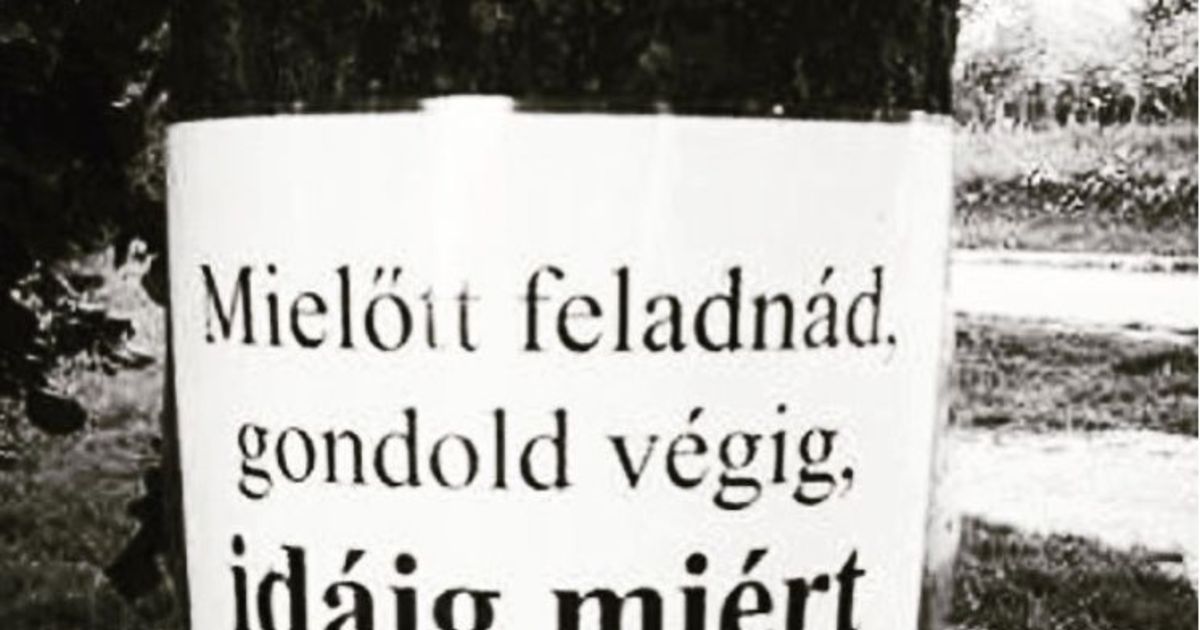 Mielőtt feladnád,
gondold végig,
idáig miért